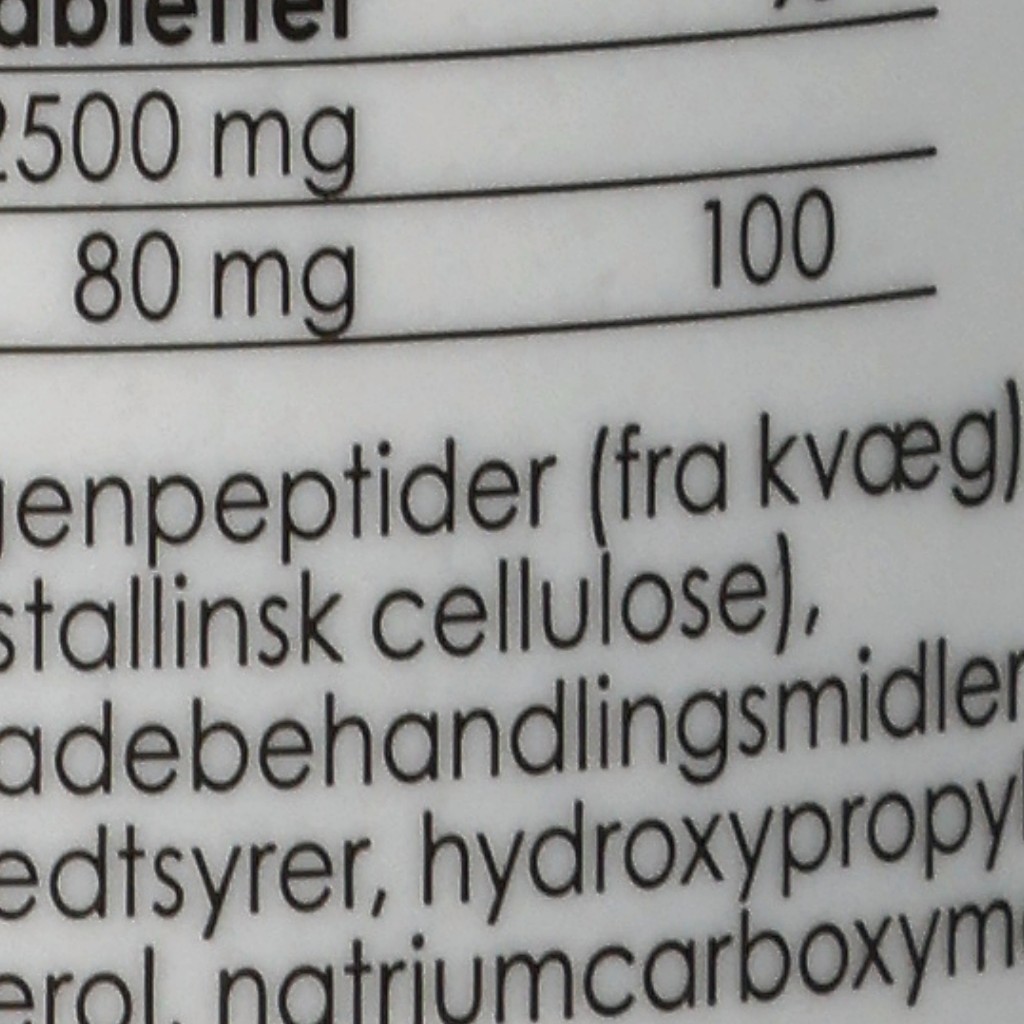 2500 mg
80 mg 100
genpeptider (fra kvæg)
stallinsk cellulose),
adebehandlingsmidler
edtsyrer, hydroxypropyl
erol, natriumcarboxym